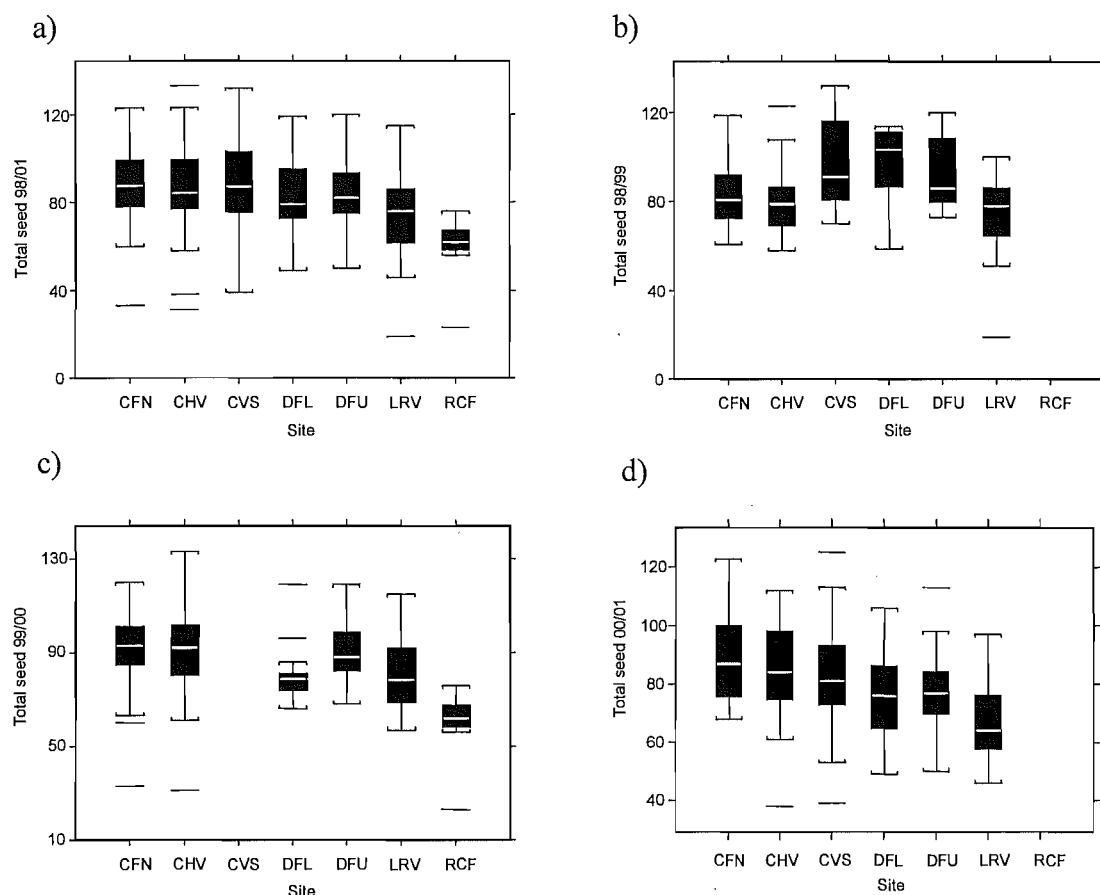 a)
Total seed 98/01
120
80
40
0
CFN CHV CVS DFL DFU LRV RCF
Site
b)
Total seed 98/99
120
80
40
0
CFN CHV CVS DFL DFU LRV RCF
Site
c)
Total seed 99/00
130
90
50
10
CFN CHV CVS DFL DFU LRV RCF
Site
d)
Total seed 00/01
120
100
80
60
40
CFN CHV CVS DFL DFU LRV RCF
Site